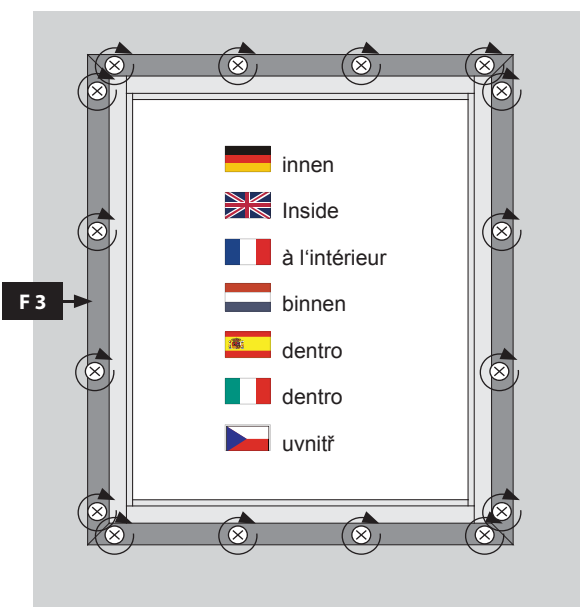 innen
Inside
à l‘intérieur
F 3
binnen
dentro
dentro
uvnitř